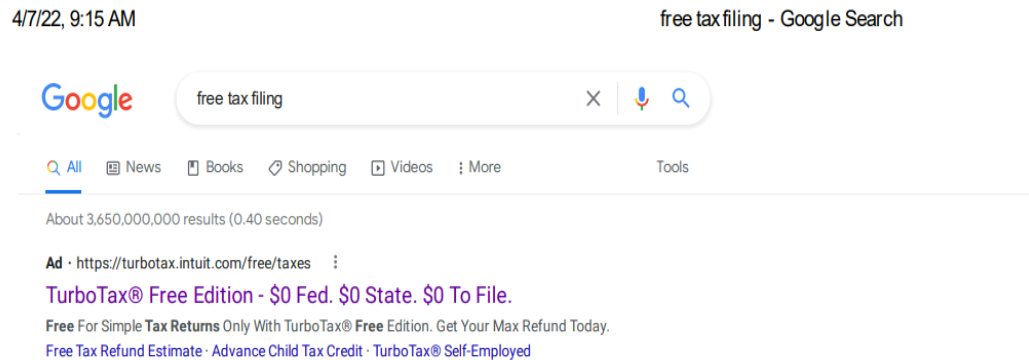 4/7/22, 9:15 AM free tax filing - Google Search
Google free tax filing
All News Books Shopping Videos More Tools
About 3,650,000,000 results (0.40 seconds)
Ad · https://turbotax.intuit.com/free/taxes
TurboTax® Free Edition - $0 Fed. $0 State. $0 To File.
Free For Simple Tax Returns Only With TurboTax® Free Edition. Get Your Max Refund Today.
Free Tax Refund Estimate · Advance Child Tax Credit · TurboTax® Self-Employed